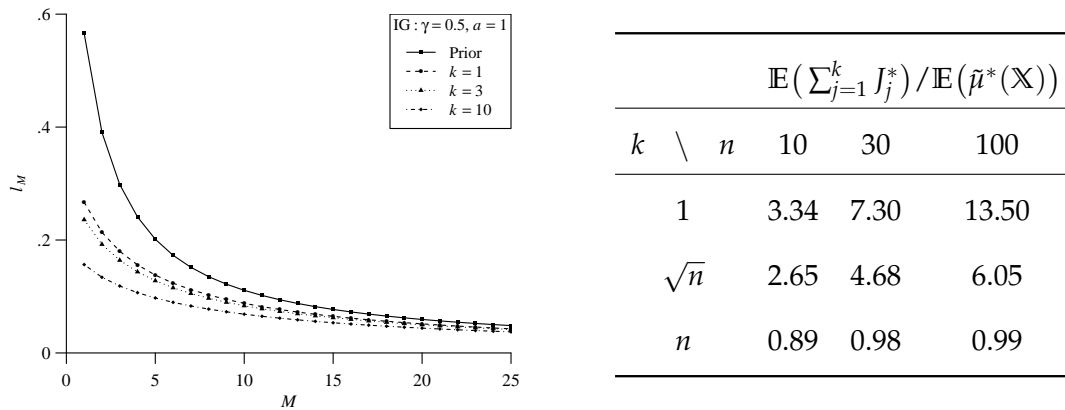 .6
.4
.2
0
l_M
0 5 10 15 20 25
M
IG : γ = 0.5, a = 1
Prior
k = 1
k = 3
k = 10
𝔼(∑_{j=1}^{k} J_j^*)/𝔼(μ̃^*(𝕏))
k \ n 10 30 100
1 3.34 7.30 13.50
√n 2.65 4.68 6.05
n 0.89 0.98 0.99